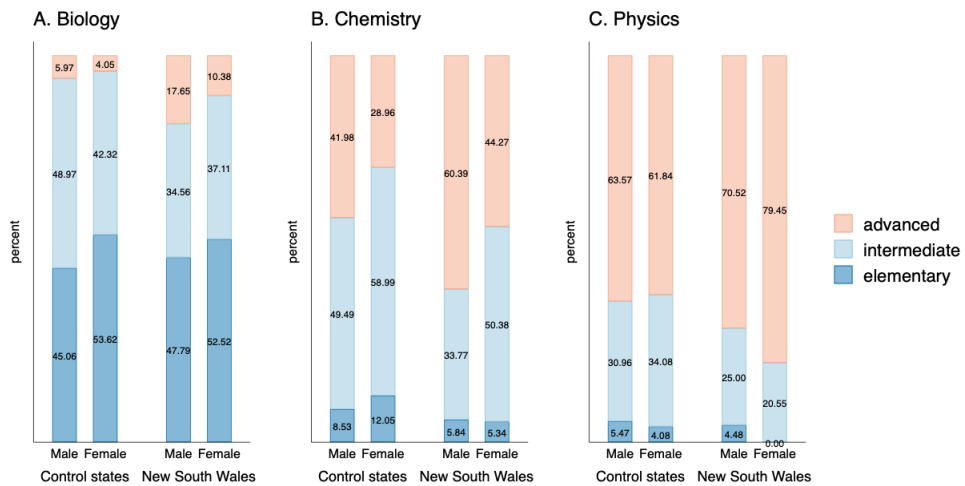 A. Biology
percent
5.97
48.97
45.06
4.05
42.32
53.62
17.65
34.56
47.79
10.38
37.11
52.52
Male Female Male Female
Control states New South Wales
B. Chemistry
percent
41.98
49.49
8.53
28.96
58.99
12.05
60.39
33.77
5.84
44.27
50.38
5.34
Male Female Male Female
Control states New South Wales
C. Physics
percent
63.57
30.96
5.47
61.84
34.08
4.08
70.52
25.00
4.48
79.45
20.55
0.00
Male Female Male Female
Control states New South Wales
advanced
intermediate
elementary